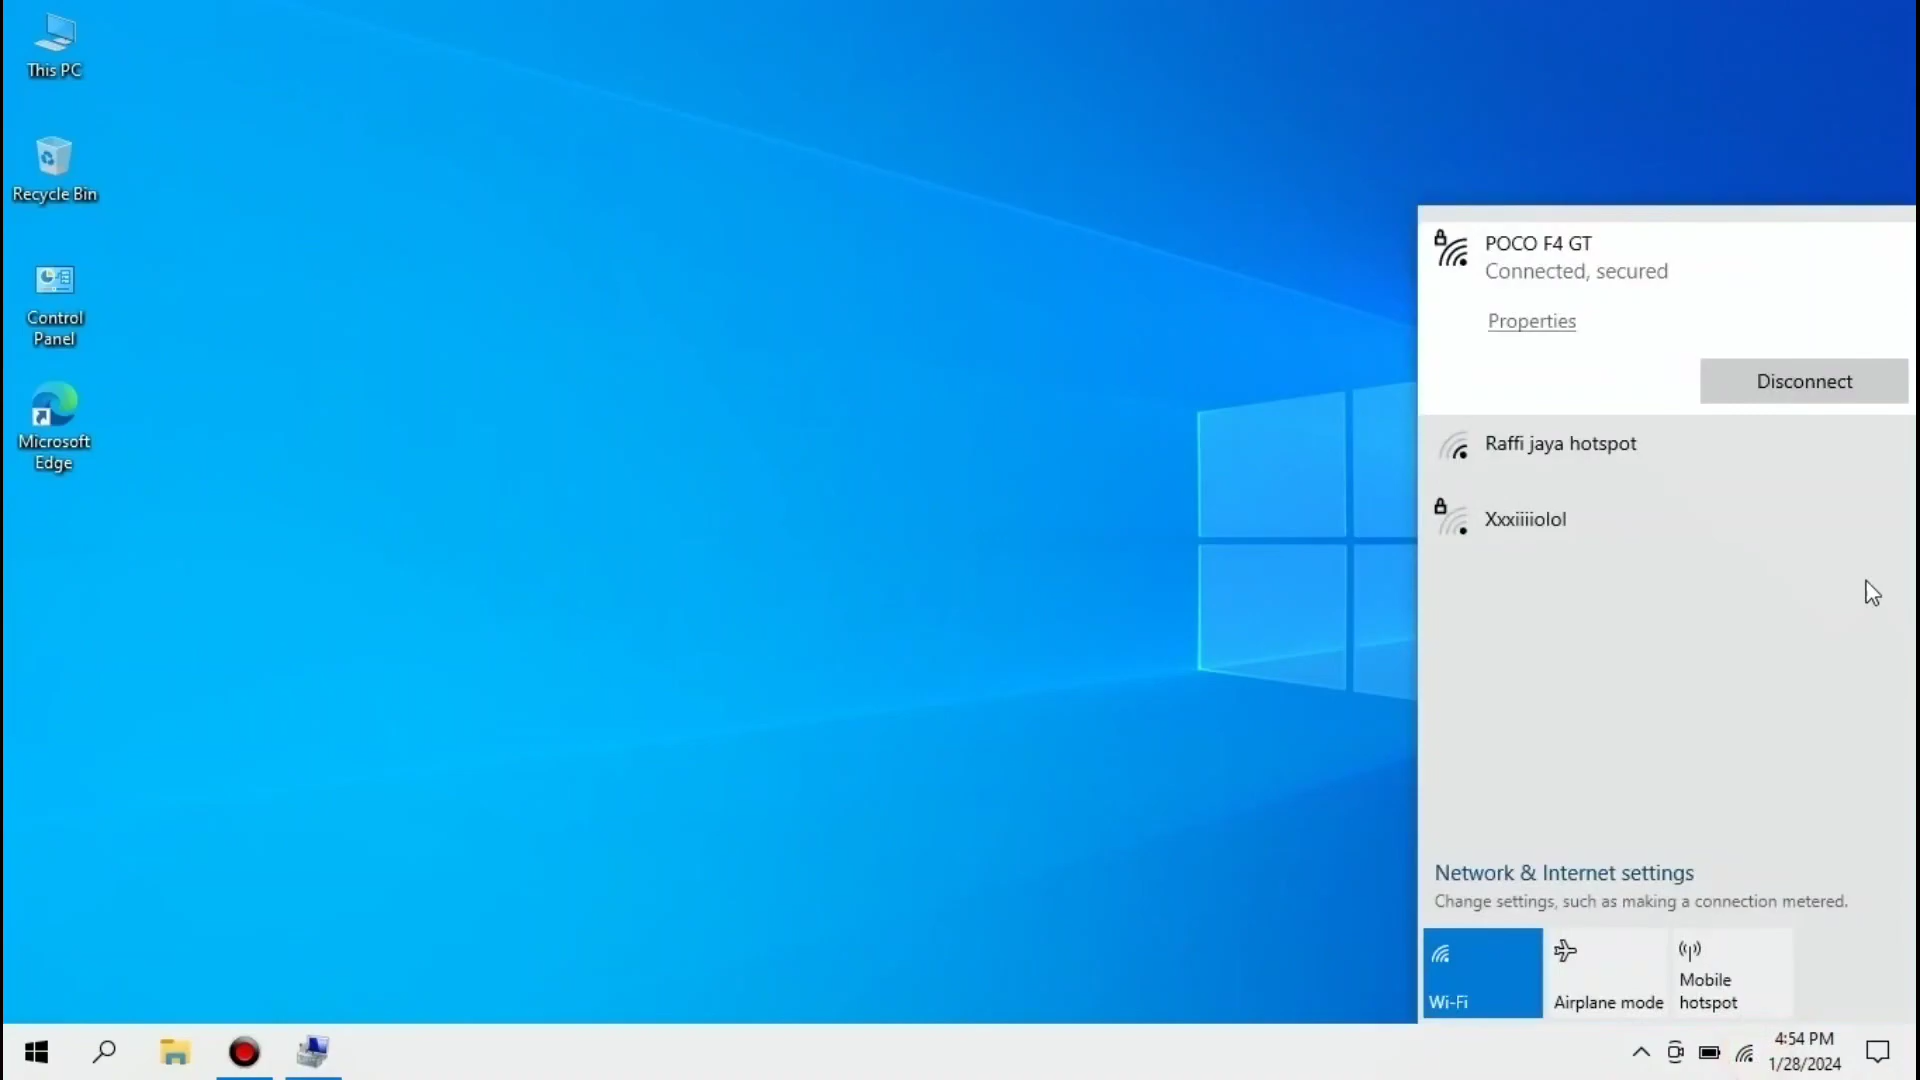 This PC
Recycle Bin
Control
Panel
Microsoft
Edge
POCO F4 GT
Connected, secured
Properties
Disconnect
Raffi jaya hotspot
Xxxiiiiolol
Network & Internet settings
Change settings, such as making a connection metered.
Wi-Fi
Airplane mode
Mobile
hotspot
4:54 PM
1/28/2024